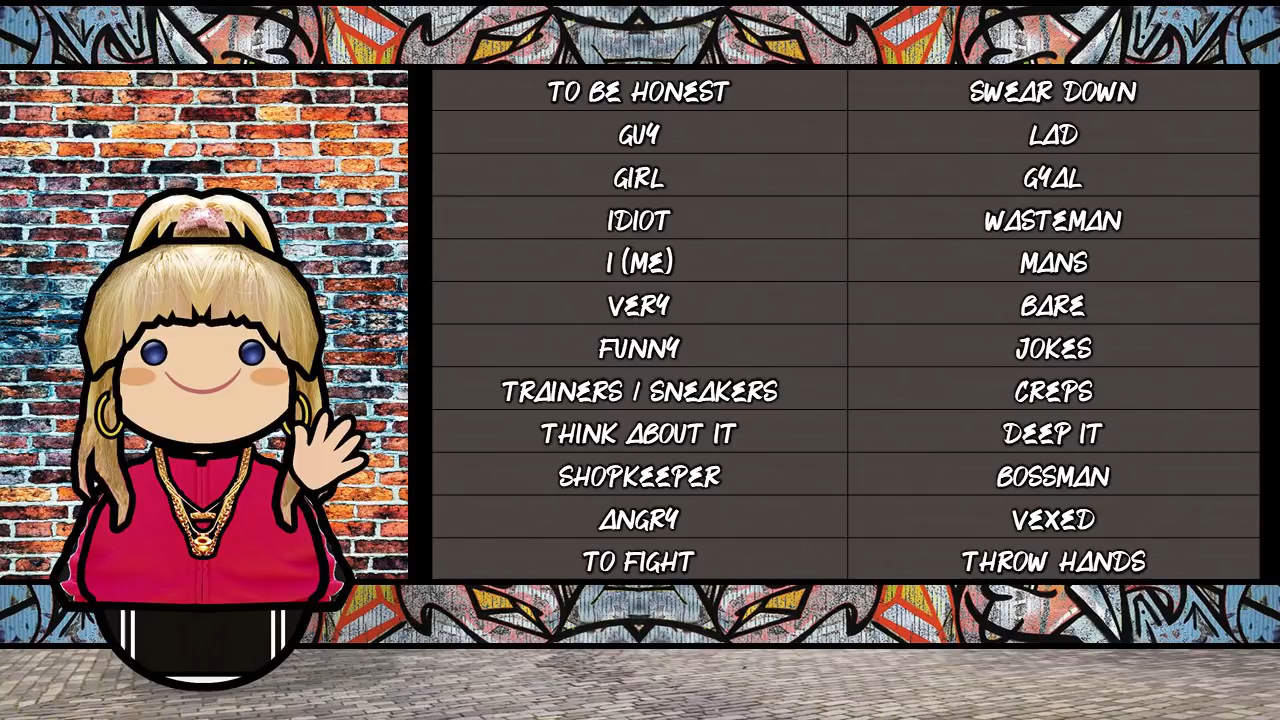 TO BE HONEST SWEAR DOWN
GUY LAD
GIRL GYAL
IDIOT WASTEMAN
I (ME) MANS
VERY BARE
FUNNY JOKES
TRAINERS / SNEAKERS CREPS
THINK ABOUT IT DEEP IT
SHOPKEEPER BOSSMAN
ANGRY VEXED
TO FIGHT THROW HANDS